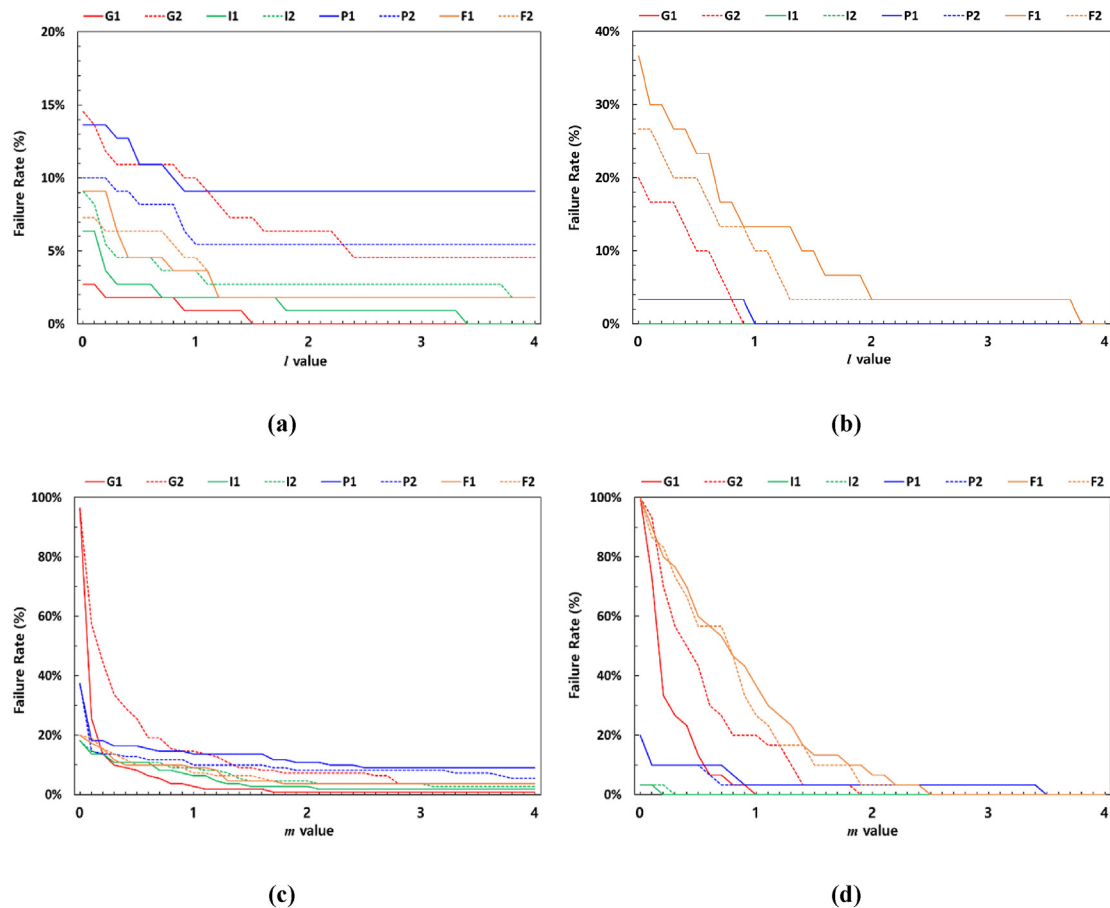 G1 G2 I1 I2 P1 P2 F1 F2
20%
15%
10%
5%
0%
Failure Rate (%)
0 1 2 3 4
l value
(a)
G1 G2 I1 I2 P1 P2 F1 F2
40%
30%
20%
10%
0%
Failure Rate (%)
0 1 2 3 4
l value
(b)
G1 G2 I1 I2 P1 P2 F1 F2
100%
80%
60%
40%
20%
0%
Failure Rate (%)
0 1 2 3 4
m value
(c)
G1 G2 I1 I2 P1 P2 F1 F2
100%
80%
60%
40%
20%
0%
Failure Rate (%)
0 1 2 3 4
m value
(d)